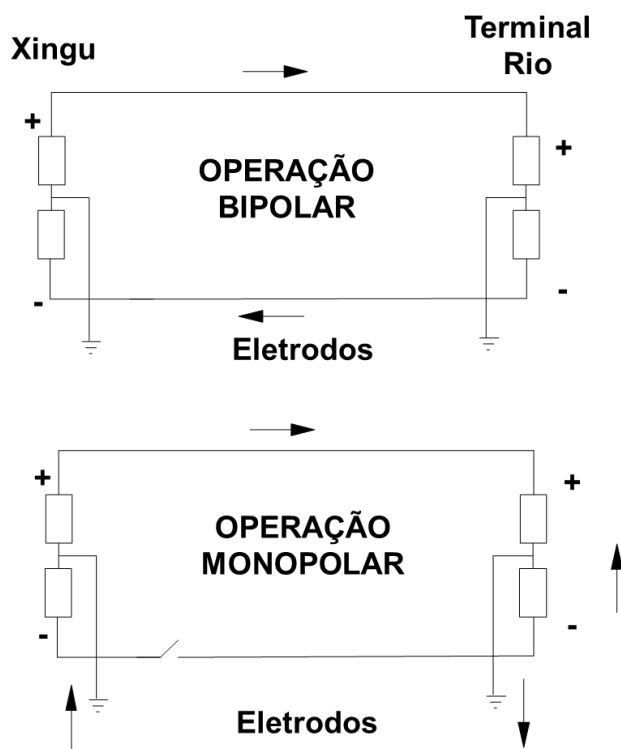 Xingu
Terminal
Rio
+
+
OPERAÇÃO
BIPOLAR
-
-
Eletrodos
+
+
OPERAÇÃO
MONOPOLAR
-
-
Eletrodos